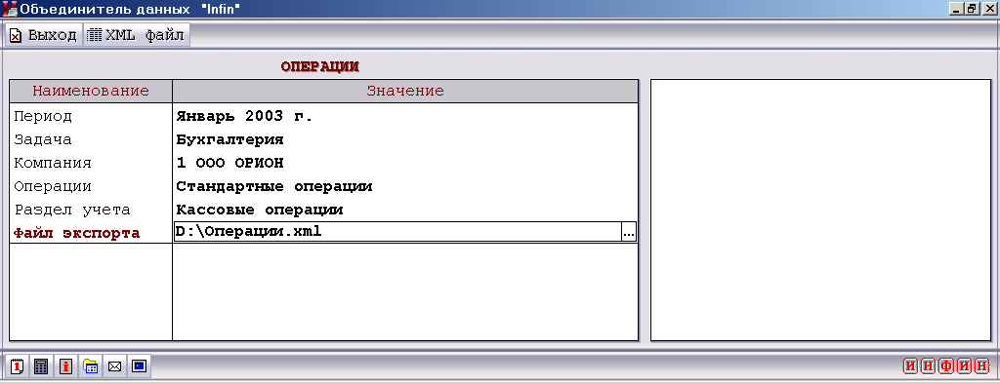 Объединитель данных "Infin"
Выход XML файл
ОПЕРАЦИИ
Наименование Значение
Период Январь 2003 г.
Задача Бухгалтерия
Компания 1 ООО ОРИОН
Операции Стандартные операции
Раздел учета Кассовые операции
Файл экспорта D:\Операции.xml ...
ИНФИН